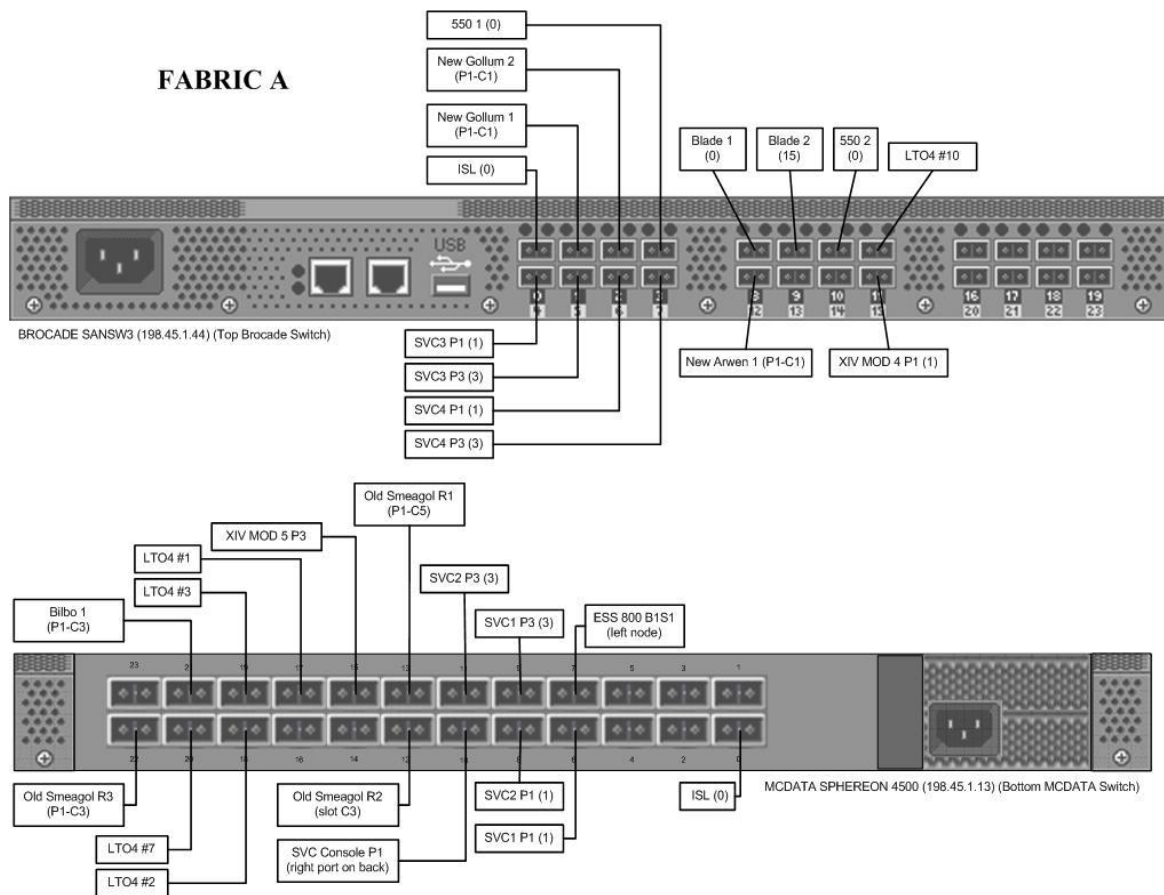 550 1 (0)
New Gollum 2
(P1-C1)
FABRIC A
New Gollum 1
(P1-C1)
ISL (0)
Blade 1
(0)
Blade 2
(15)
550 2
(0)
LTO4 #10
USB
0 1 2 3
4 5 6 7
8 9 10 11
12 13 14 15
16 17 18 19
20 21 22 23
BROCADE SANSW3 (198.45.1.44) (Top Brocade Switch)
SVC3 P1 (1)
SVC3 P3 (3)
SVC4 P1 (1)
SVC4 P3 (3)
New Arwen 1 (P1-C1)
XIV MOD 4 P1 (1)
Old Smeagol R1
(P1-C5)
XIV MOD 5 P3
LTO4 #1
LTO4 #3
SVC2 P3 (3)
Bilbo 1
(P1-C3)
SVC1 P3 (3)
ESS 800 B1S1
(left node)
23 21 19 17 15 13 11 9 7 5 3 1
22 20 18 16 14 12 10 8 6 4 2 0
MCDATA SPHEREON 4500 (198.45.1.13) (Bottom MCDATA Switch)
Old Smeagol R3
(P1-C3)
Old Smeagol R2
(slot C3)
SVC2 P1 (1)
ISL (0)
LTO4 #7
SVC Console P1
(right port on back)
SVC1 P1 (1)
LTO4 #2